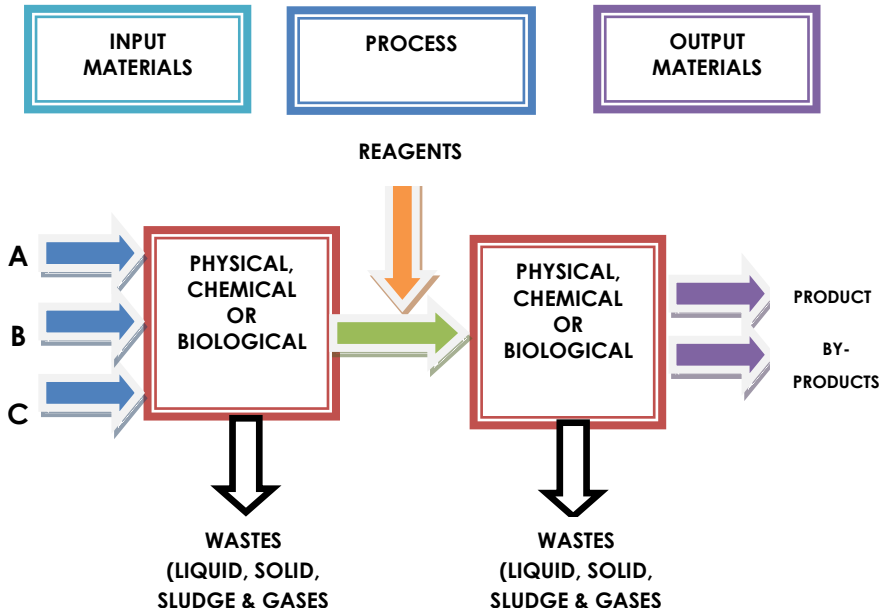 INPUT
MATERIALS
PROCESS
OUTPUT
MATERIALS
REAGENTS
A
B
C
PHYSICAL,
CHEMICAL
OR
BIOLOGICAL
PHYSICAL,
CHEMICAL
OR
BIOLOGICAL
PRODUCT
BY-
PRODUCTS
WASTES
(LIQUID, SOLID,
SLUDGE & GASES
WASTES
(LIQUID, SOLID,
SLUDGE & GASES